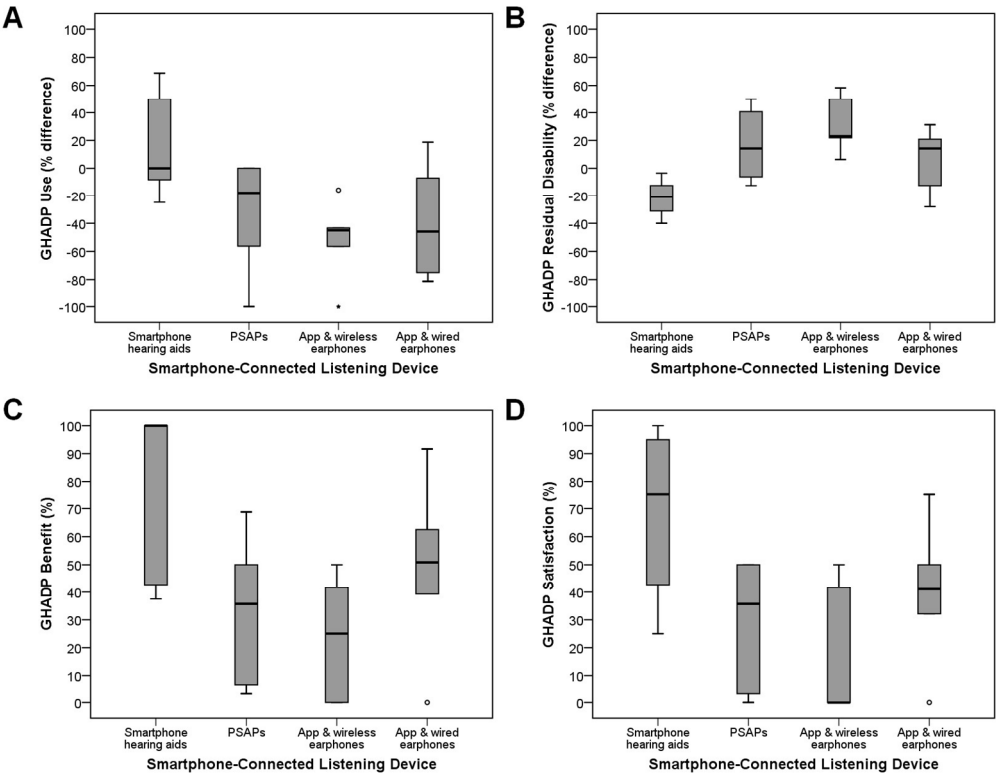 A
GHADP Use (% difference)
100
80
60
40
20
0
-20
-40
-60
-80
-100
Smartphone
hearing aids
PSAPs
App & wireless
earphones
App & wired
earphones
Smartphone-Connected Listening Device
B
GHADP Residual Disability (% difference)
100
80
60
40
20
0
-20
-40
-60
-80
-100
Smartphone
hearing aids
PSAPs
App & wireless
earphones
App & wired
earphones
Smartphone-Connected Listening Device
C
GHADP Benefit (%)
100
90
80
70
60
50
40
30
20
10
0
Smartphone
hearing aids
PSAPs
App & wireless
earphones
App & wired
earphones
Smartphone-Connected Listening Device
D
GHADP Satisfaction (%)
100
90
80
70
60
50
40
30
20
10
0
Smartphone
hearing aids
PSAPs
App & wireless
earphones
App & wired
earphones
Smartphone-Connected Listening Device